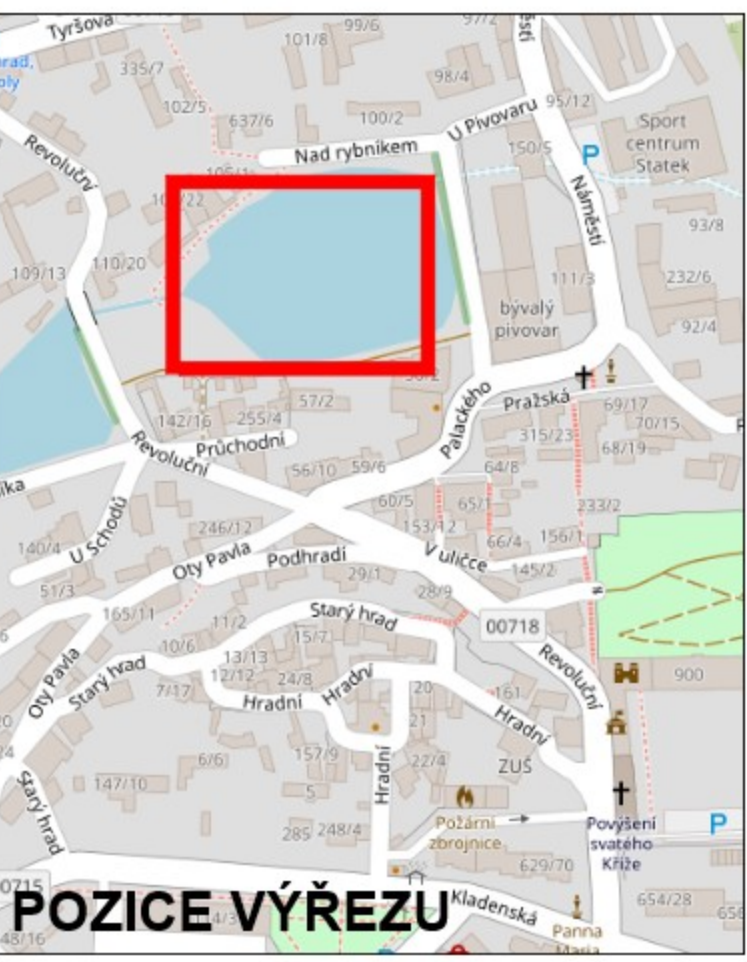 Tyršova
99/6
97/2
101/8
335/7
98/4
102/5
637/6
100/2
95/12
U Pivovaru
Sport
centrum
Statek
P
150/5
Nad rybníkem
Revoluční
Náměstí
93/8
109/13
110/20
111/3
232/6
bývalý
pivovar
92/4
57/2
Pražská
69/17
70/15
142/16
255/4
Palackého
315/23
68/19
Průchodní
Revoluční
56/10
59/6
64/8
60/5
65/1
233/2
246/12
153/12
66/4
156/1
140/4
U Schodů
Oty Pavla
Podhradí
V uličce
145/2
51/3
29/1
28/9
165/11
11/2
Starý hrad
00718
15/7
10/6
13/13
12/12
24/8
Oty Pavla
Starý hrad
7/17
Hradní
Hradní
20
161
Revoluční
900
21
Hradní
6/6
157/9
22/4
ZUŠ
Hradní
147/10
5
Starý hrad
285
248/4
Požární
zbrojnice
Povýšení
svatého
Kříže
P
629/70
00715
POZICE VÝŘEZU
Kladenská
654/28
48/16
Panna
Maria